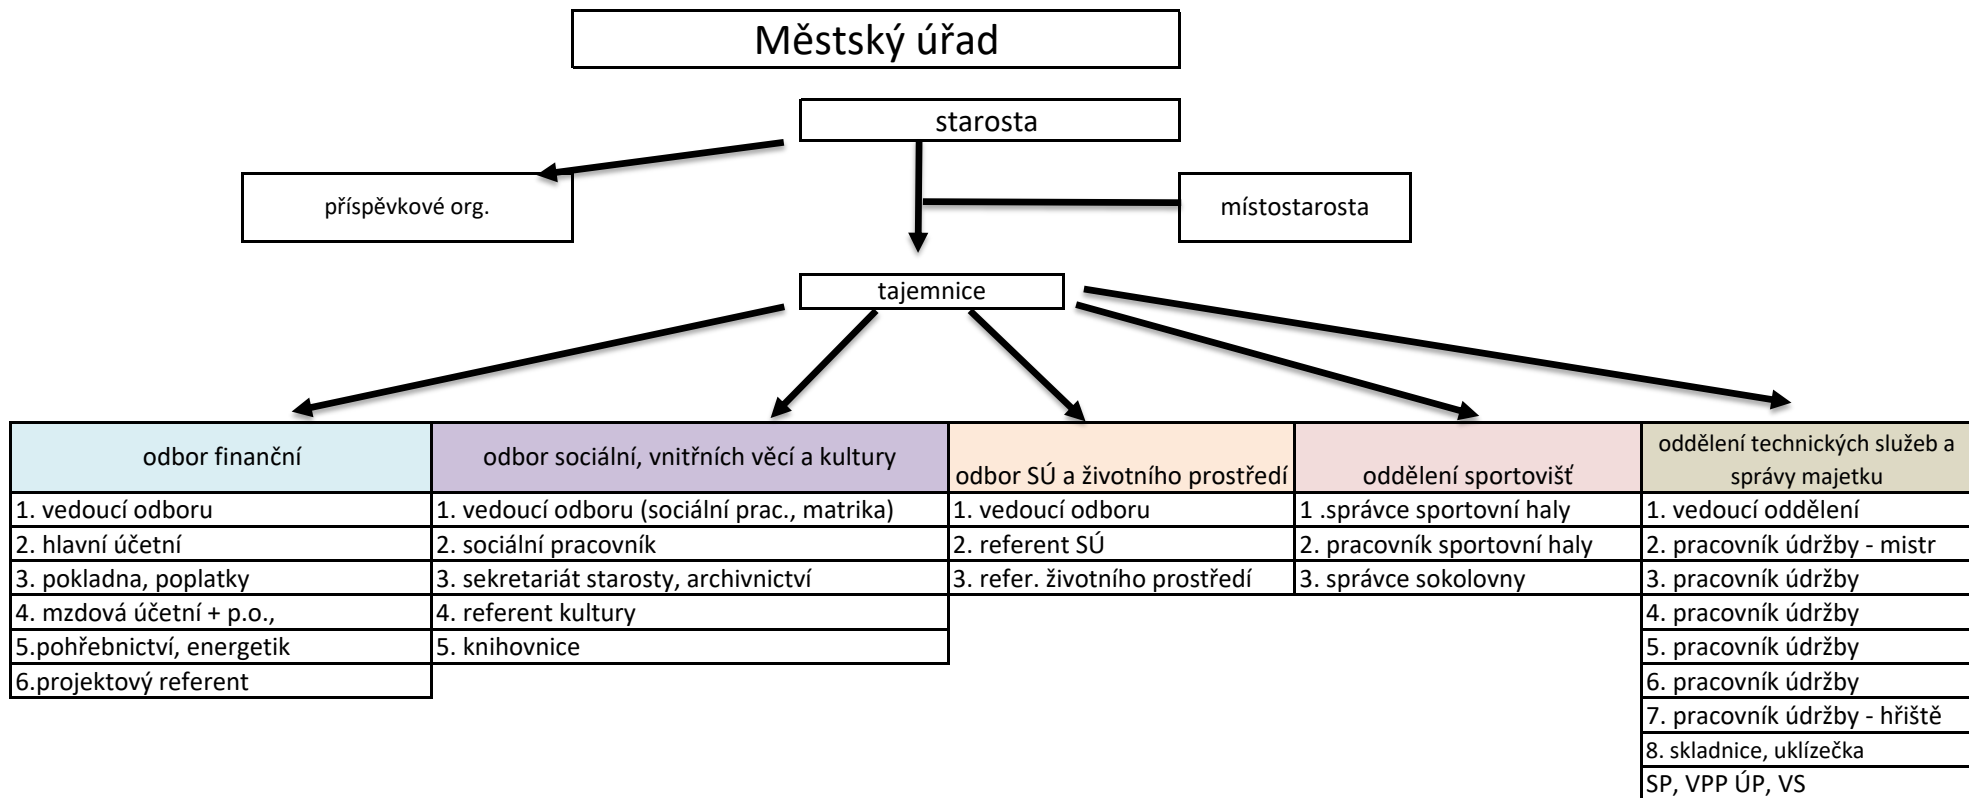 Městský úřad
starosta
příspěvkové org.
místostarosta
tajemnice
odbor finanční
1. vedoucí odboru
2. hlavní účetní
3. pokladna, poplatky
4. mzdová účetní + p.o.,
5.pohřebnictví, energetik
6.projektový referent
odbor sociální, vnitřních věcí a kultury
1. vedoucí odboru (sociální prac., matrika)
2. sociální pracovník
3. sekretariát starosty, archivnictví
4. referent kultury
5. knihovnice
odbor SÚ a životního prostředí
1. vedoucí odboru
2. referent SÚ
3. refer. životního prostředí
oddělení sportovišť
1 .správce sportovní haly
2. pracovník sportovní haly
3. správce sokolovny
oddělení technických služeb a
správy majetku
1. vedoucí oddělení
2. pracovník údržby - mistr
3. pracovník údržby
4. pracovník údržby
5. pracovník údržby
6. pracovník údržby
7. pracovník údržby - hřiště
8. skladnice, uklízečka
SP, VPP ÚP, VS